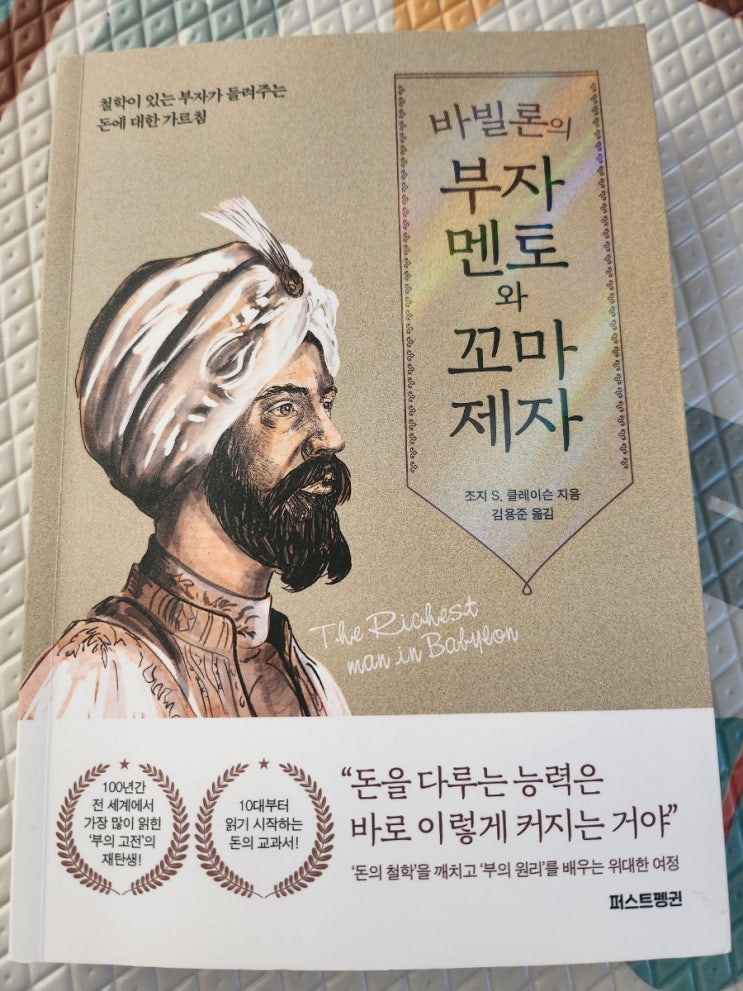 철학이 있는 부자가 들려주는
돈에 대한 가르침
바빌론의
부자
멘토
와
꼬마
제자
조지 S. 클레이슨 지음
김용준 옮김
The Richest
man in Babylon
100년간
전 세계에서
가장 많이 읽힌
'부의 고전'의
재탄생!
10대부터
읽기 시작하는
돈의 교과서!
“돈을 다루는 능력은
바로 이렇게 커지는 거야”
'돈의 철학'을 깨치고 '부의 원리'를 배우는 위대한 여정
퍼스트펭귄